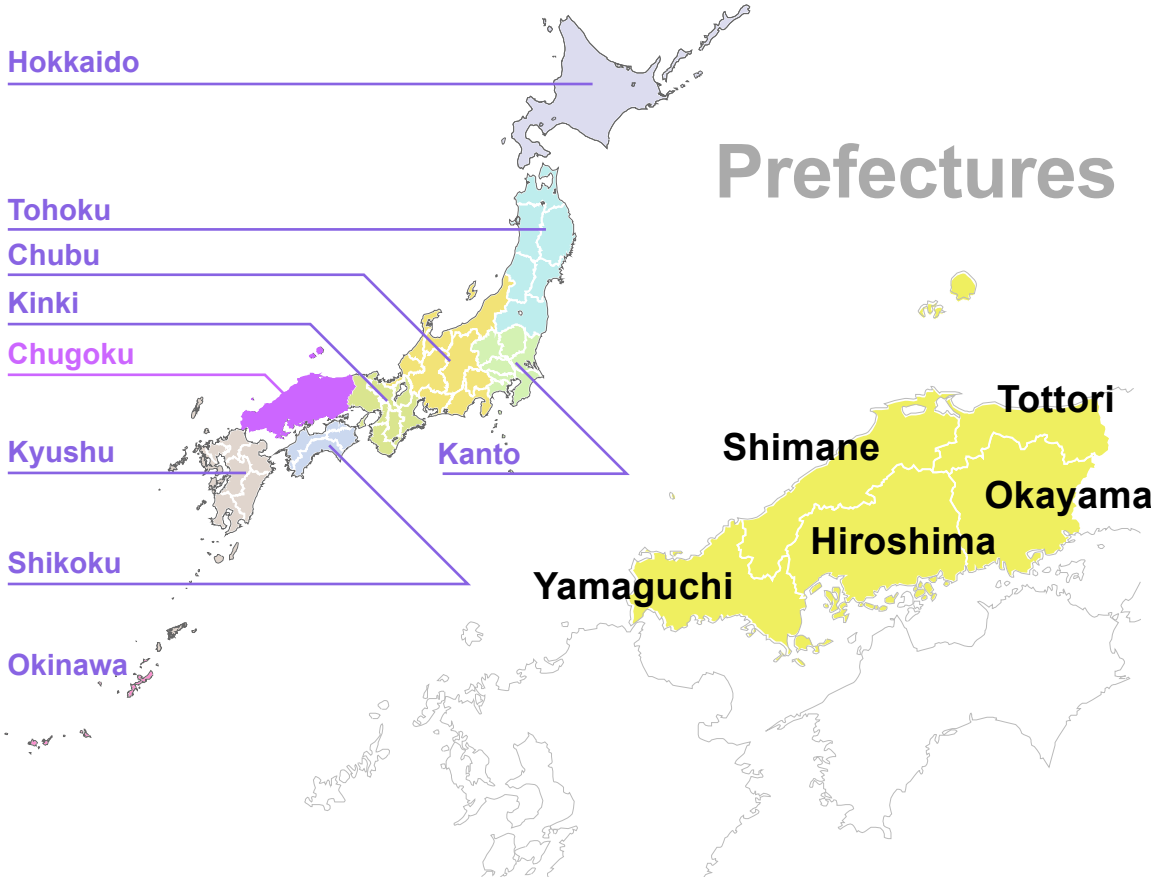 Hokkaido
Prefectures
Tohoku
Chubu
Kinki
Chugoku
Kyushu
Kanto
Shikoku
Okinawa
Tottori
Shimane
Okayama
Hiroshima
Yamaguchi